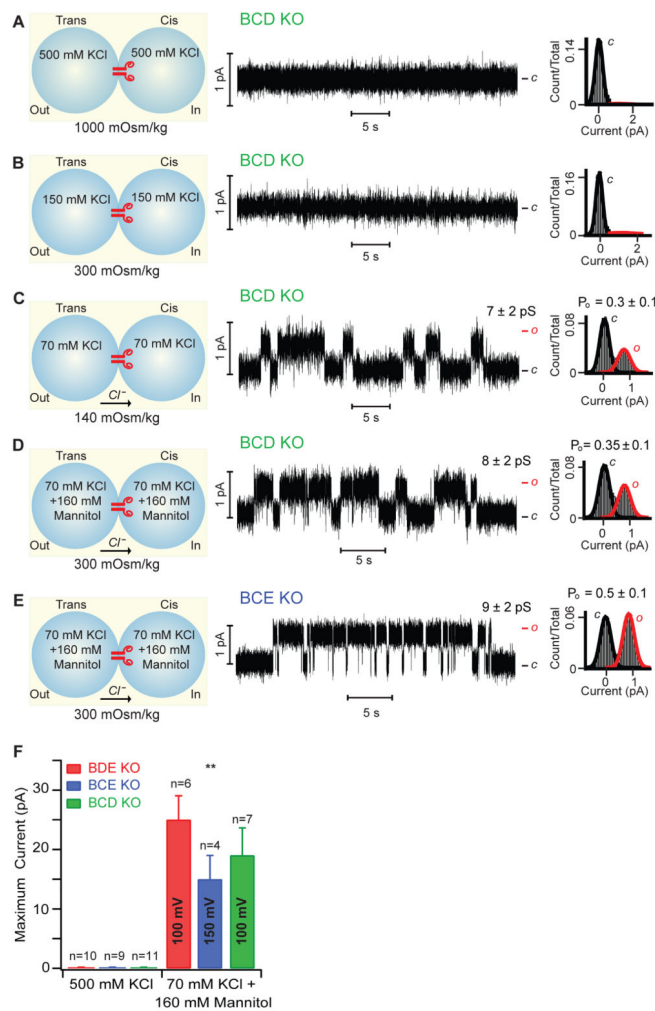 A
Trans
Cis
500 mM KCl
500 mM KCl
Out
In
1000 mOsm/kg
BCD KO
1 pA
5 s
c
Count/Total
0.14
0
c
0
2
Current (pA)
B
Trans
Cis
150 mM KCl
150 mM KCl
Out
In
300 mOsm/kg
BCD KO
1 pA
5 s
c
Count/Total
0.16
0
c
0
2
Current (pA)
C
Trans
Cis
70 mM KCl
70 mM KCl
Out
Cl⁻
In
140 mOsm/kg
BCD KO
1 pA
7 ± 2 pS
o
c
5 s
Pₒ = 0.3 ± 0.1
Count/Total
0.08
0
c
o
0
1
Current (pA)
D
Trans
Cis
70 mM KCl
+160 mM
Mannitol
70 mM KCl
+160 mM
Mannitol
Out
Cl⁻
In
300 mOsm/kg
BCD KO
1 pA
8 ± 2 pS
o
c
5 s
Pₒ = 0.35 ± 0.1
Count/Total
0.08
0
c
o
0
1
Current (pA)
E
Trans
Cis
70 mM KCl
+160 mM
Mannitol
70 mM KCl
+160 mM
Mannitol
Out
Cl⁻
In
300 mOsm/kg
BCE KO
1 pA
9 ± 2 pS
o
c
5 s
Pₒ = 0.5 ± 0.1
Count/Total
0.06
0
c
o
0
1
Current (pA)
F
Maximum Current (pA)
30
20
10
0
BDE KO
BCE KO
BCD KO
n=10
n=9
n=11
n=6
**
n=4
n=7
100 mV
150 mV
100 mV
500 mM KCl
70 mM KCl +
160 mM Mannitol